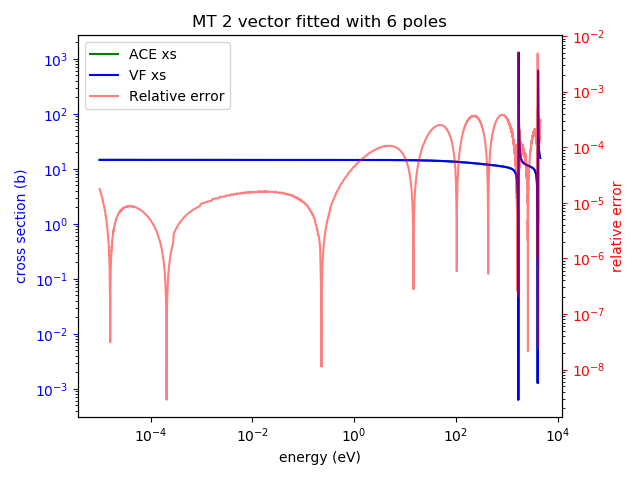 MT 2 vector fitted with 6 poles
ACE xs
VF xs
Relative error
cross section (b)
10³
10²
10¹
10⁰
10⁻¹
10⁻²
10⁻³
10⁻²
10⁻³
10⁻⁴
10⁻⁵
10⁻⁶
10⁻⁷
10⁻⁸
relative error
10⁻⁴
10⁻²
10⁰
10²
10⁴
energy (eV)